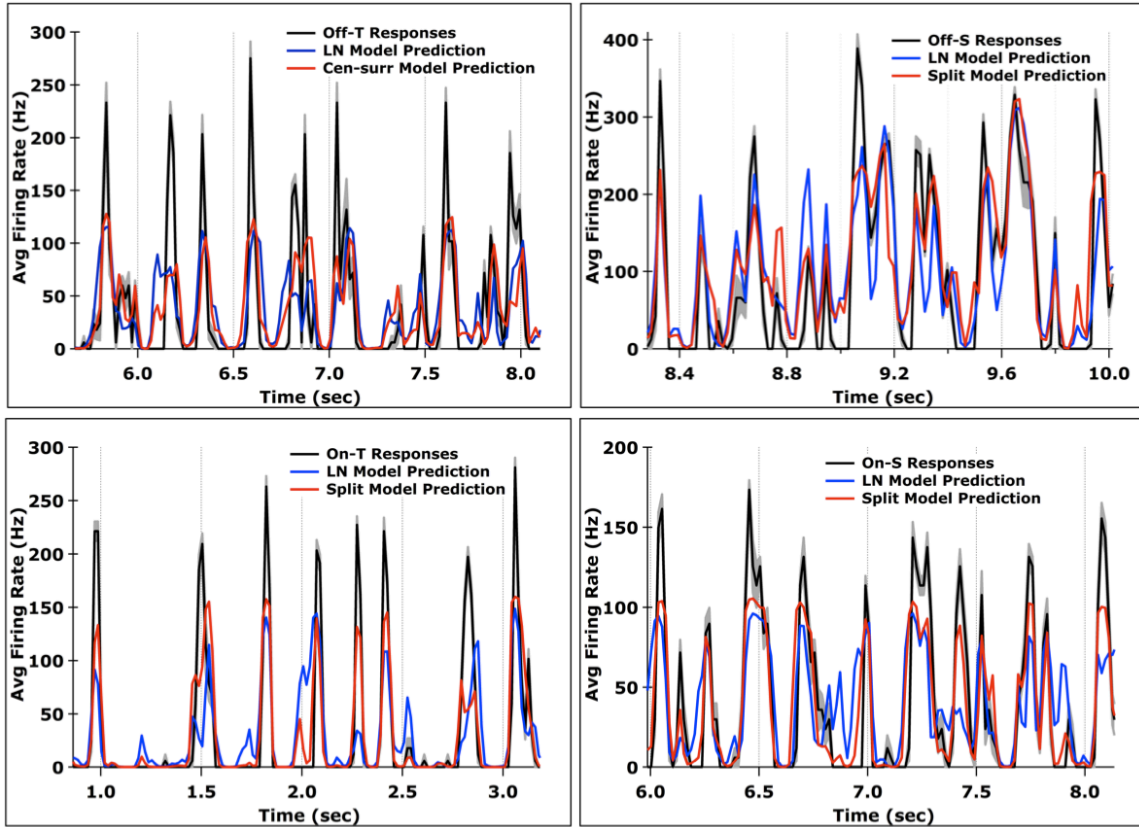 300
250
200
150
100
50
0
Avg Firing Rate (Hz)
Off-T Responses
LN Model Prediction
Cen-surr Model Prediction
6.0 6.5 7.0 7.5 8.0
Time (sec)
400
300
200
100
0
Avg Firing Rate (Hz)
Off-S Responses
LN Model Prediction
Split Model Prediction
8.4 8.8 9.2 9.6 10.0
Time (sec)
300
250
200
150
100
50
0
Avg Firing Rate (Hz)
On-T Responses
LN Model Prediction
Split Model Prediction
1.0 1.5 2.0 2.5 3.0
Time (sec)
200
150
100
50
0
Avg Firing Rate (Hz)
On-S Responses
LN Model Prediction
Split Model Prediction
6.0 6.5 7.0 7.5 8.0
Time (sec)